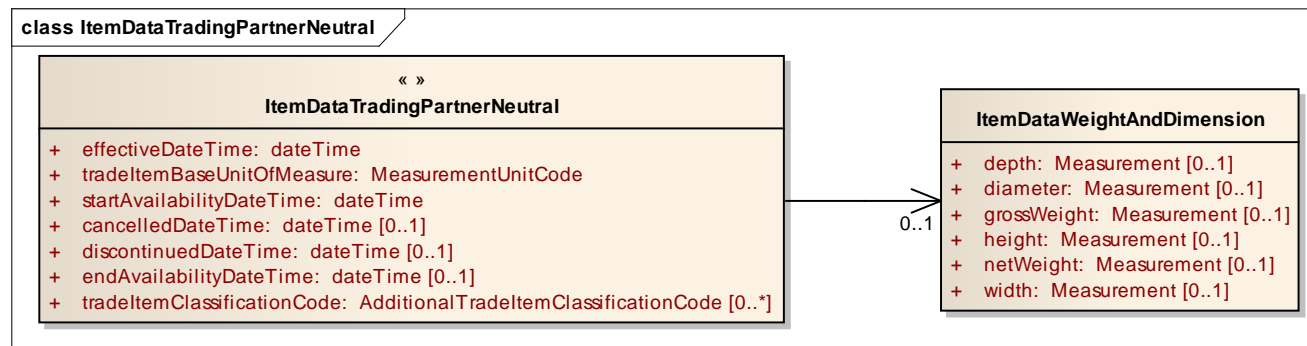 class ItemDataTradingPartnerNeutral
« »
ItemDataTradingPartnerNeutral
+ effectiveDateTime: dateTime
+ tradeItemBaseUnitOfMeasure: MeasurementUnitCode
+ startAvailabilityDateTime: dateTime
+ cancelledDateTime: dateTime [0..1]
+ discontinuedDateTime: dateTime [0..1]
+ endAvailabilityDateTime: dateTime [0..1]
+ tradeItemClassificationCode: AdditionalTradeItemClassificationCode [0..*]
0..1
ItemDataWeightAndDimension
+ depth: Measurement [0..1]
+ diameter: Measurement [0..1]
+ grossWeight: Measurement [0..1]
+ height: Measurement [0..1]
+ netWeight: Measurement [0..1]
+ width: Measurement [0..1]